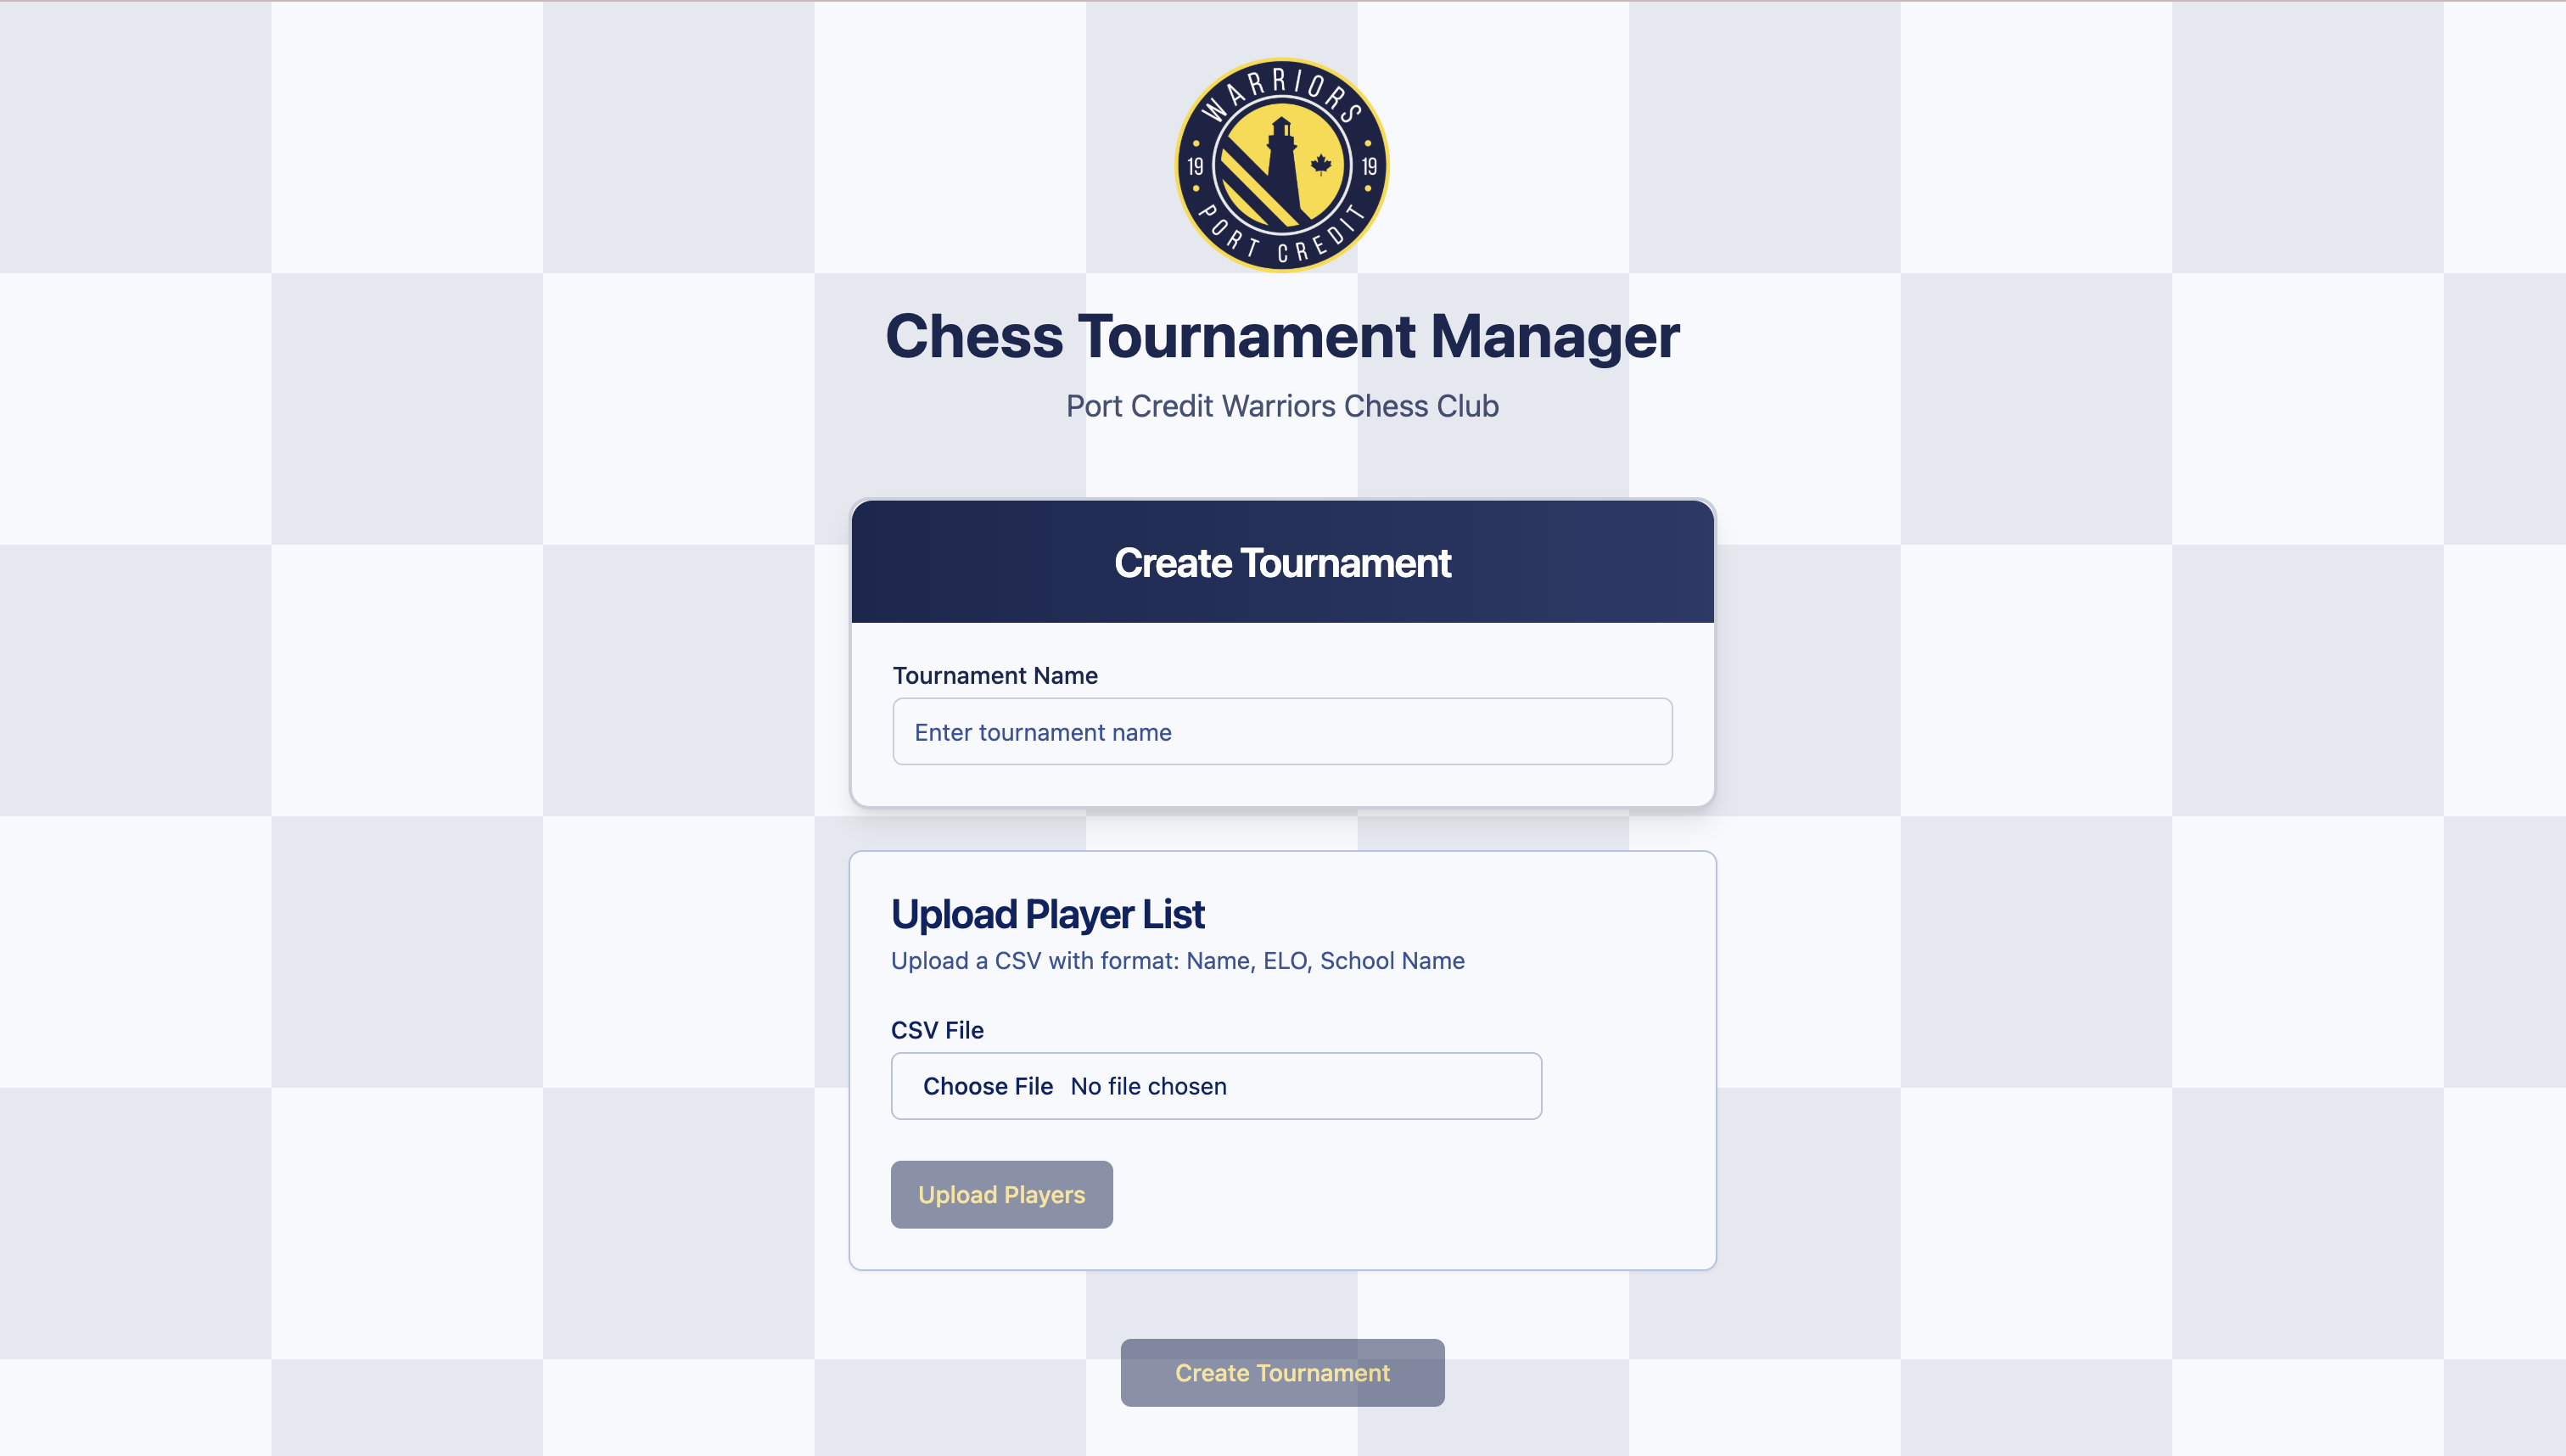 WARRIORS
19 19
PORT CREDIT
Chess Tournament Manager
Port Credit Warriors Chess Club
Create Tournament
Tournament Name
Enter tournament name
Upload Player List
Upload a CSV with format: Name, ELO, School Name
CSV File
Choose File No file chosen
Upload Players
Create Tournament